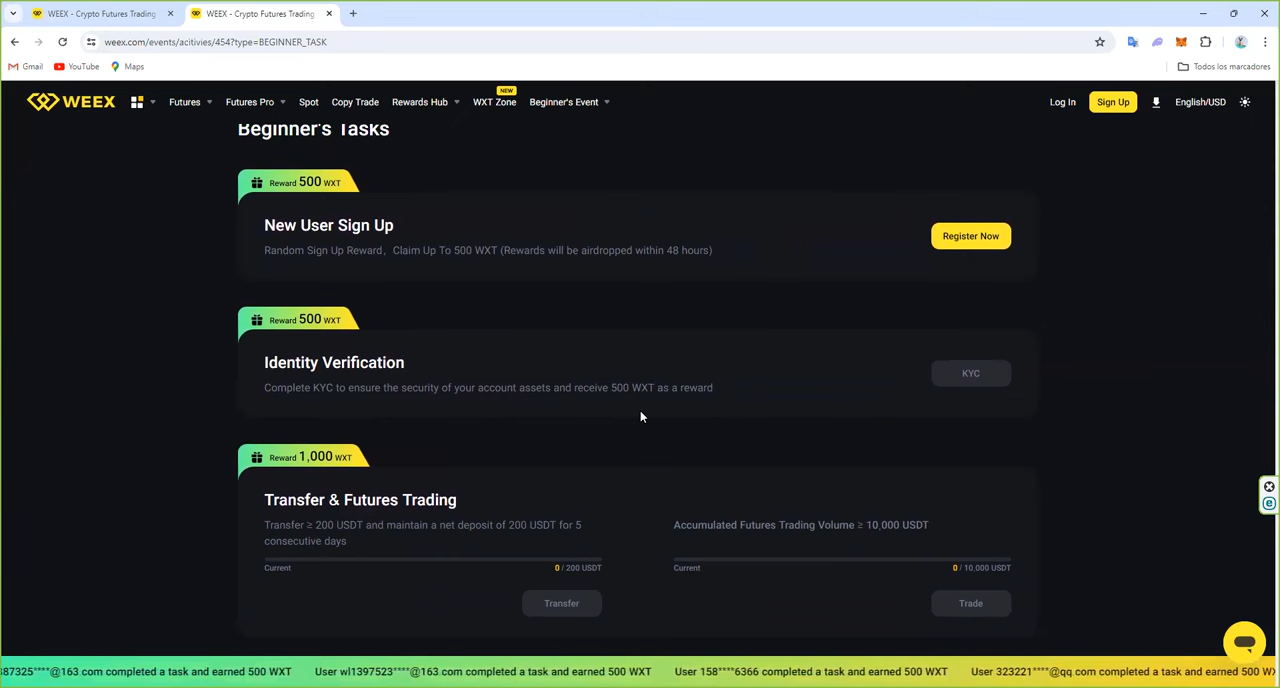 WEEX - Crypto Futures Trading
WEEX - Crypto Futures Trading
weex.com/events/acitivies/454?type=BEGINNER_TASK
Gmail
YouTube
Maps
Todos los marcadores
WEEX
Futures
Futures Pro
Spot
Copy Trade
Rewards Hub
WXT Zone
NEW
Beginner's Event
Log In
Sign Up
English/USD
Beginner's Tasks
Reward 500 WXT
New User Sign Up
Random Sign Up Reward, Claim Up To 500 WXT (Rewards will be airdropped within 48 hours)
Register Now
Reward 500 WXT
Identity Verification
Complete KYC to ensure the security of your account assets and receive 500 WXT as a reward
KYC
Reward 1,000 WXT
Transfer & Futures Trading
Transfer ≥ 200 USDT and maintain a net deposit of 200 USDT for 5
consecutive days
Current
0 / 200 USDT
Transfer
Accumulated Futures Trading Volume ≥ 10,000 USDT
Current
0 / 10,000 USDT
Trade
87325****@163.com completed a task and earned 500 WXT
User wl1397523****@163.com completed a task and earned 500 WXT
User 158****6366 completed a task and earned 500 WXT
User 323221****@qq.com completed a task and earned 500